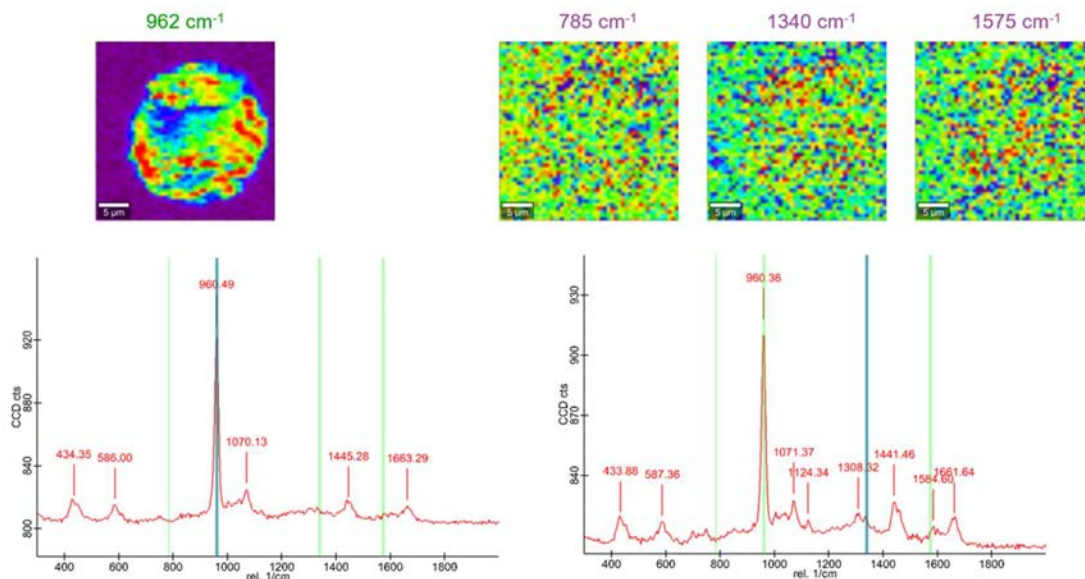 962 cm-1
785 cm-1
1340 cm-1
1575 cm-1
5 µm
5 µm
5 µm
5 µm
960.49
920
880
840
800
CCD cts
434.35
586.00
1070.13
1445.28
1663.29
400 600 800 1000 1200 1400 1600 1800
rel. 1/cm
960.36
930
900
870
840
CCD cts
433.88
587.36
1071.37
1124.34
1308.32
1441.46
1584.60
1661.64
400 600 800 1000 1200 1400 1600 1800
rel. 1/cm